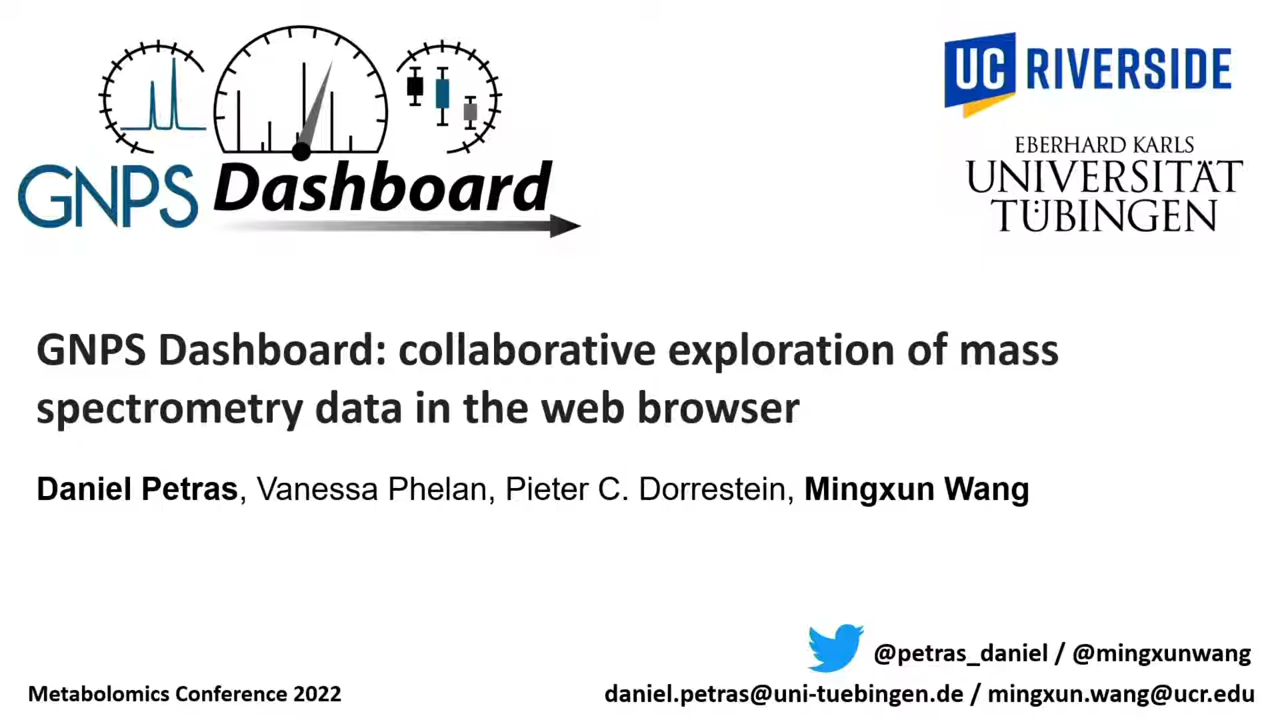 GNPS Dashboard
UC RIVERSIDE
EBERHARD KARLS
UNIVERSITÄT
TÜBINGEN
GNPS Dashboard: collaborative exploration of mass
spectrometry data in the web browser
Daniel Petras, Vanessa Phelan, Pieter C. Dorrestein, Mingxun Wang
@petras_daniel / @mingxunwang
Metabolomics Conference 2022
daniel.petras@uni-tuebingen.de / mingxun.wang@ucr.edu